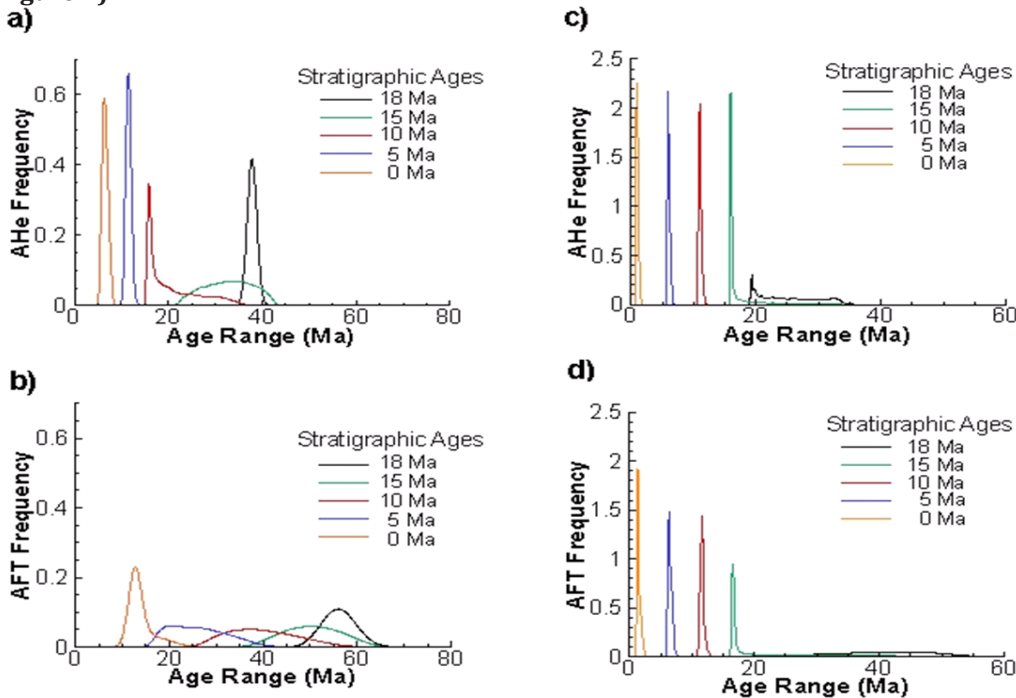 a)
AHe Frequency
0.6
0.4
0.2
0
Stratigraphic Ages
18 Ma
15 Ma
10 Ma
5 Ma
0 Ma
0 20 40 60 80
Age Range (Ma)
b)
AFT Frequency
0.6
0.4
0.2
0
Stratigraphic Ages
18 Ma
15 Ma
10 Ma
5 Ma
0 Ma
0 20 40 60 80
Age Range (Ma)
c)
AHe Frequency
2.5
2
1.5
1
0.5
0
Stratigraphic Ages
18 Ma
15 Ma
10 Ma
5 Ma
0 Ma
0 20 40 60
Age Range (Ma)
d)
AFT Frequency
2.5
2
1.5
1
0.5
0
Stratigraphic Ages
18 Ma
15 Ma
10 Ma
5 Ma
0 Ma
0 20 40 60
Age Range (Ma)